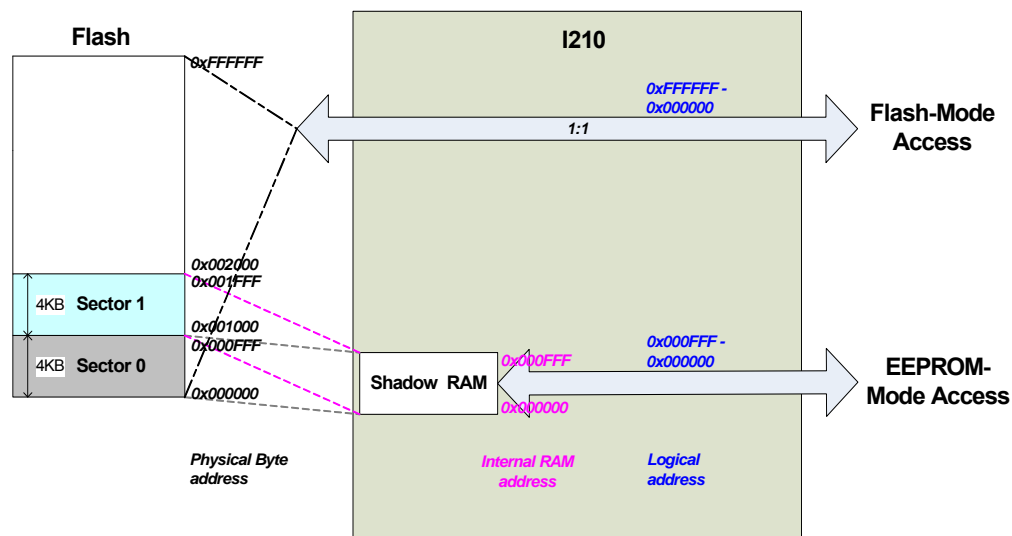 Flash
I210
0xFFFFFF
0xFFFFFF -
0x000000
1:1
Flash-Mode
Access
0x002000
0x001FFF
4KB
Sector 1
0x001000
0x000FFF
4KB
Sector 0
0x000000
Shadow RAM
0x000FFF
0x000000
0x000FFF -
0x000000
EEPROM-
Mode Access
Physical Byte
address
Internal RAM
address
Logical
address